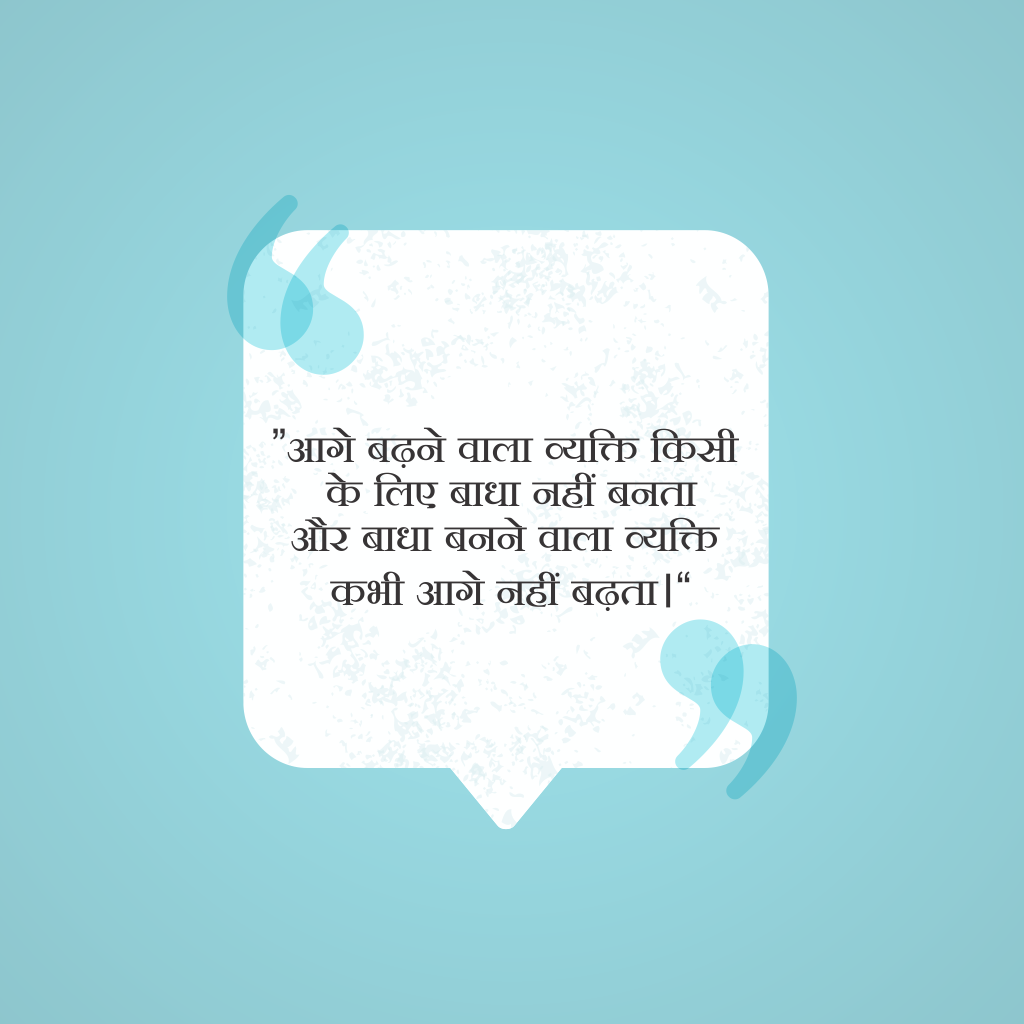 ”आगे बढ़ने वाला व्यक्ति किसी
के लिए बाधा नहीं बनता
और बाधा बनने वाला व्यक्ति
कभी आगे नहीं बढ़ता।“